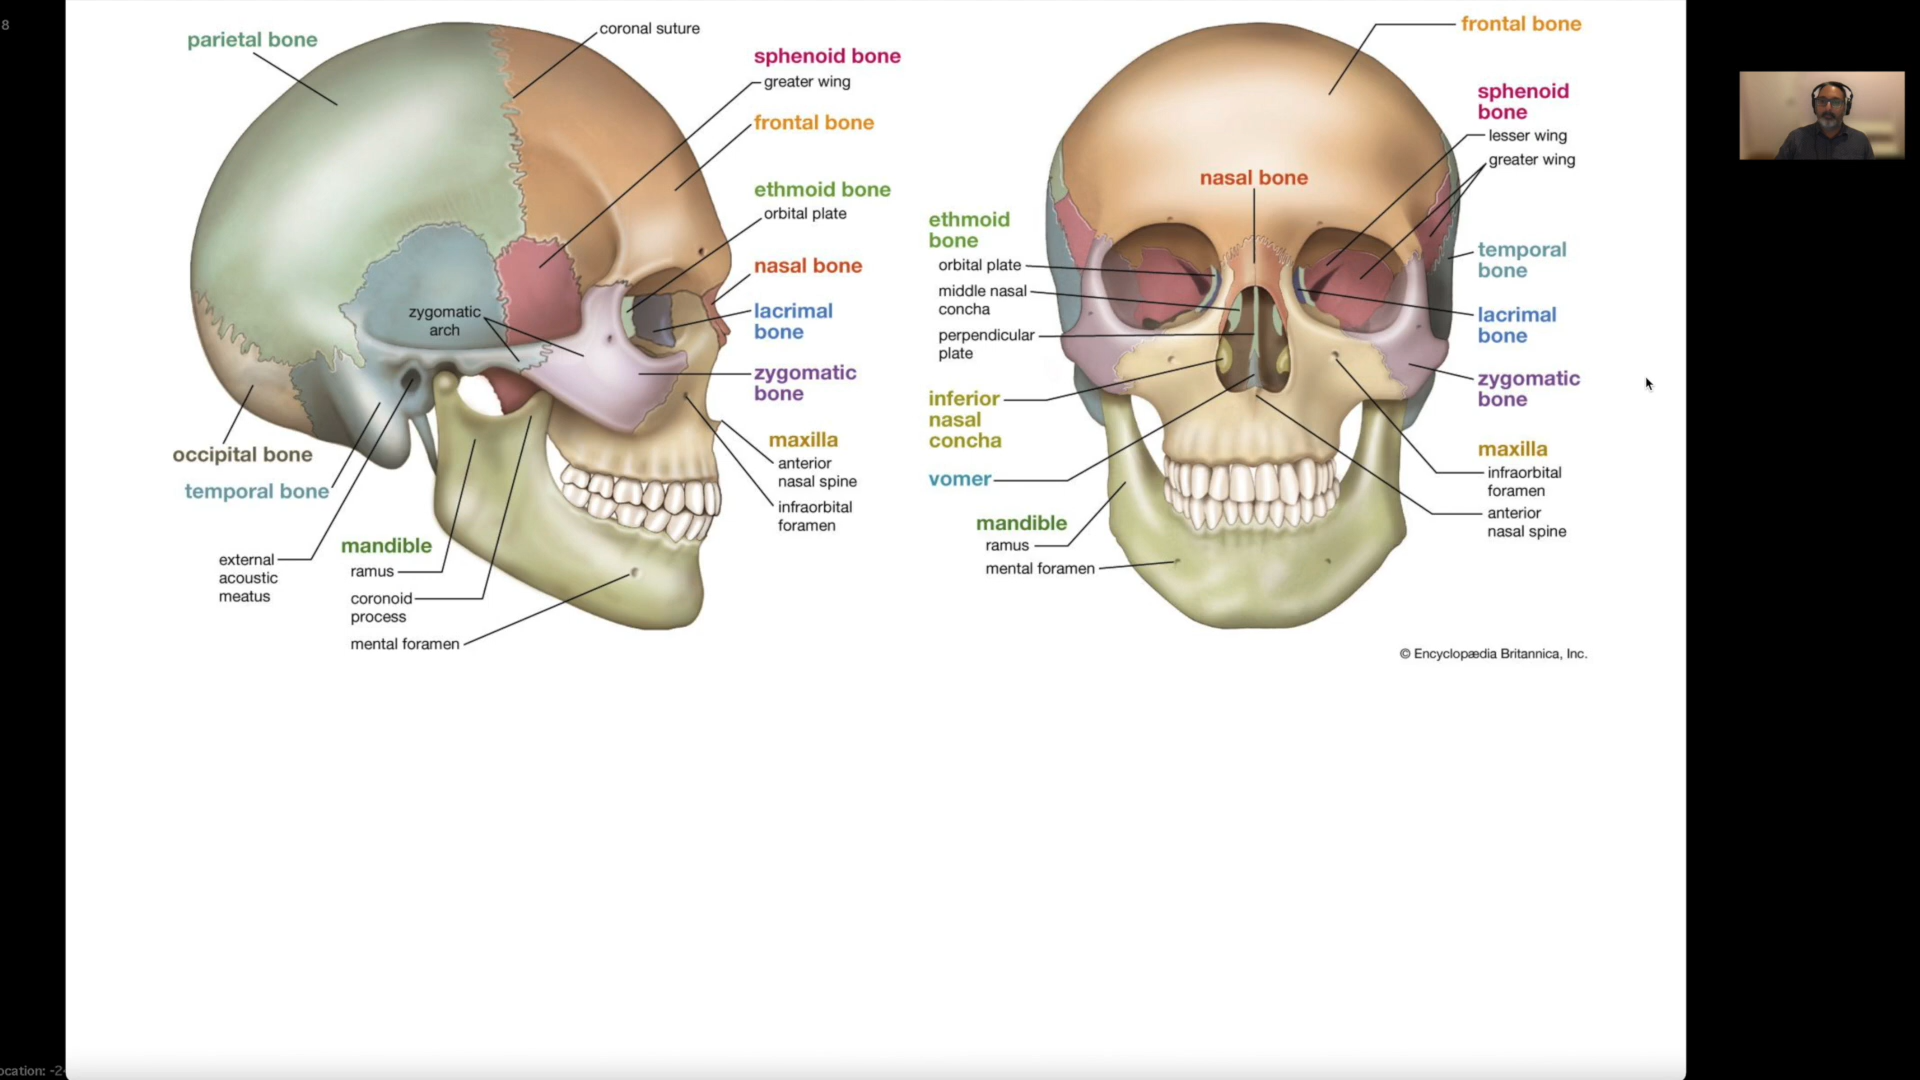 8
parietal bone
coronal suture
sphenoid bone
greater wing
frontal bone
ethmoid bone
orbital plate
nasal bone
lacrimal
bone
zygomatic
bone
zygomatic
arch
maxilla
anterior
nasal spine
infraorbital
foramen
occipital bone
temporal bone
external
acoustic
meatus
mandible
ramus
coronoid
process
mental foramen
frontal bone
sphenoid
bone
lesser wing
greater wing
nasal bone
ethmoid
bone
orbital plate
middle nasal
concha
perpendicular
plate
temporal
bone
lacrimal
bone
zygomatic
bone
inferior
nasal
concha
vomer
maxilla
infraorbital
foramen
anterior
nasal spine
mandible
ramus
mental foramen
© Encyclopædia Britannica, Inc.
ocation: -2